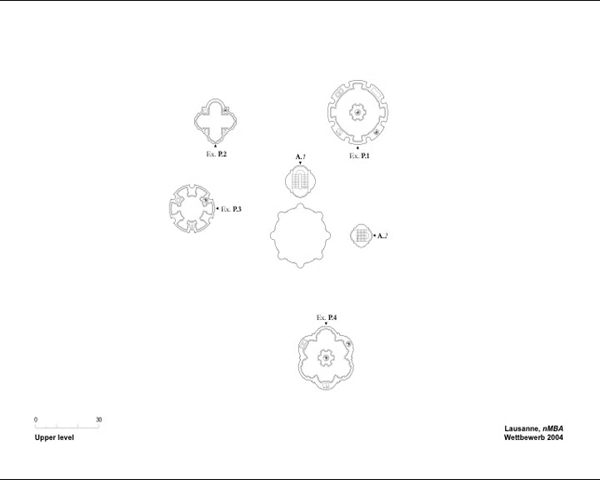 Ex. P.2
Ex. P.1
A.1
Ex. P.3
A.2
Ex. P.4
0 30
Upper level
Lausanne, nMBA
Wettbewerb 2004